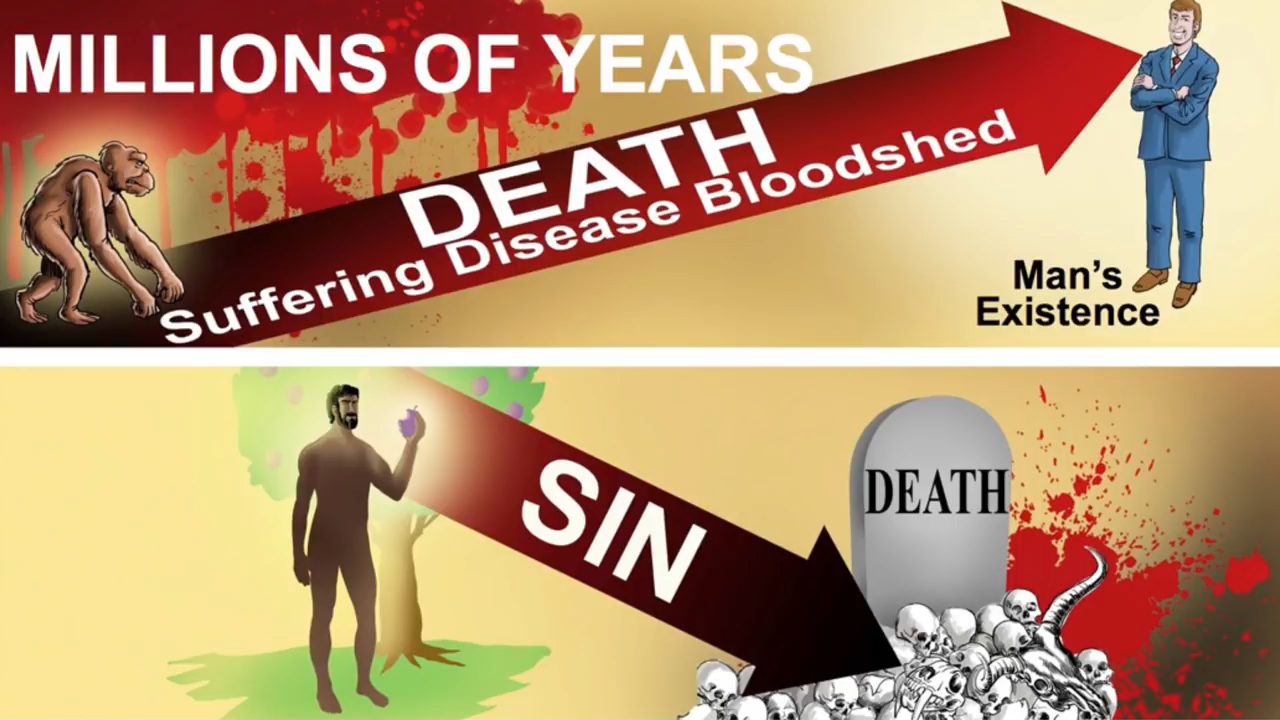 MILLIONS OF YEARS
DEATH
Suffering Disease Bloodshed
Man's
Existence
SIN
DEATH